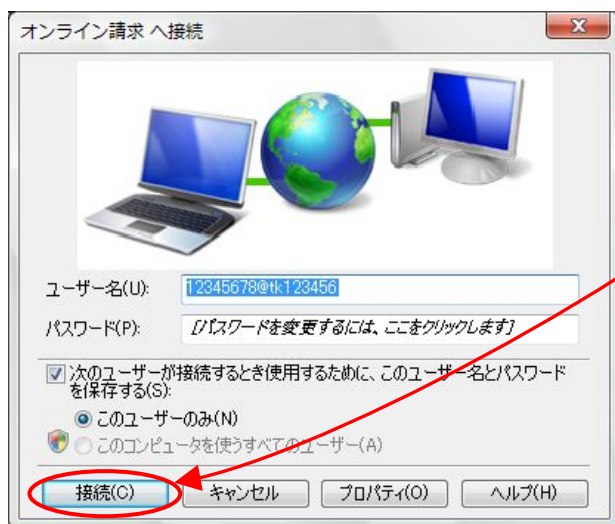 オンライン請求 へ接続
ユーザー名(U):
12345678@tk123456
パスワード(P):
[パスワードを変更するには、ここをクリックします]
次のユーザーが接続するとき使用するために、このユーザー名とパスワード
を保存する(S):
このユーザーのみ(N)
このコンピュータを使うすべてのユーザー(A)
接続(C)
キャンセル
プロパティ(O)
ヘルプ(H)